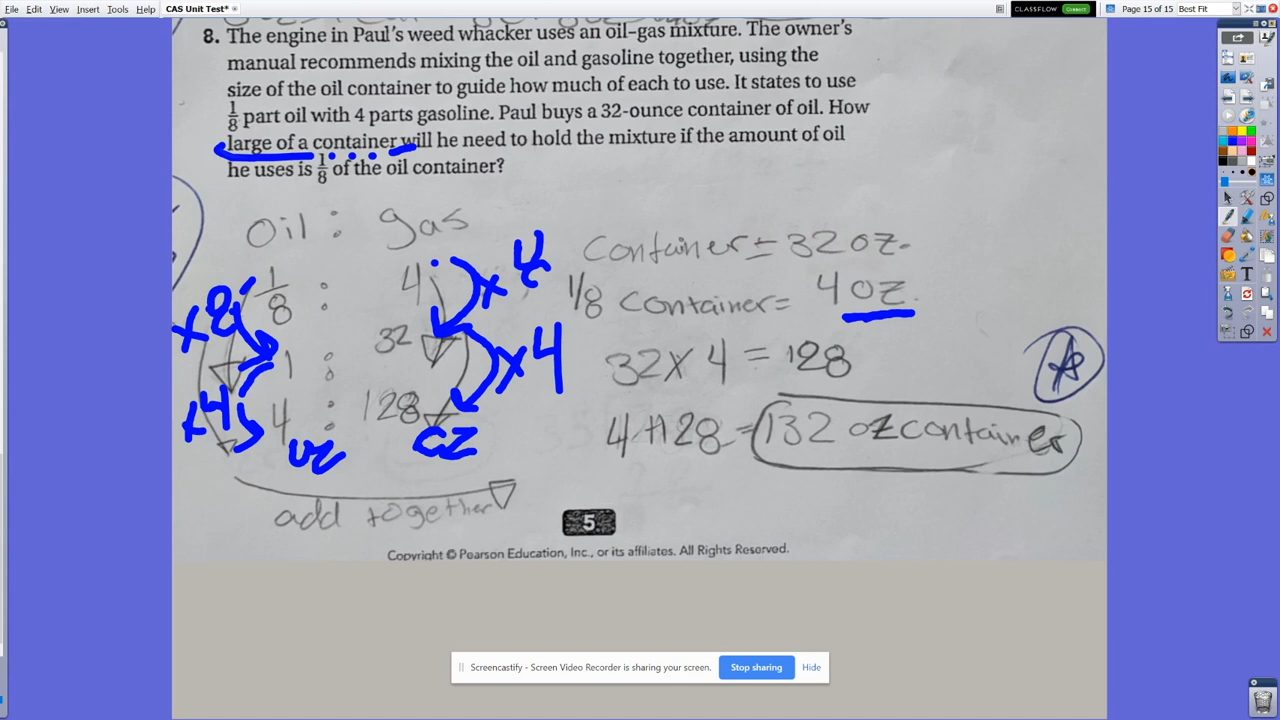 File Edit View Insert Tools Help CAS Unit Test* CLASSFLOW Connect Page 15 of 15 Best Fit
8. The engine in Paul's weed whacker uses an oil–gas mixture. The owner's
manual recommends mixing the oil and gasoline together, using the
size of the oil container to guide how much of each to use. It states to use
1/8 part oil with 4 parts gasoline. Paul buys a 32-ounce container of oil. How
large of a container will he need to hold the mixture if the amount of oil
he uses is 1/8 of the oil container?
oil : gas
1/8 : 4
x8
1 : 32
x4 x4
4 : 128
oz oz
add together
Container = 32 oz.
1/8 container = 4 oz.
32 x 4 = 128
4 + 128 = 132 oz container
5
Copyright © Pearson Education, Inc., or its affiliates. All Rights Reserved.
Screencastify - Screen Video Recorder is sharing your screen. Stop sharing Hide